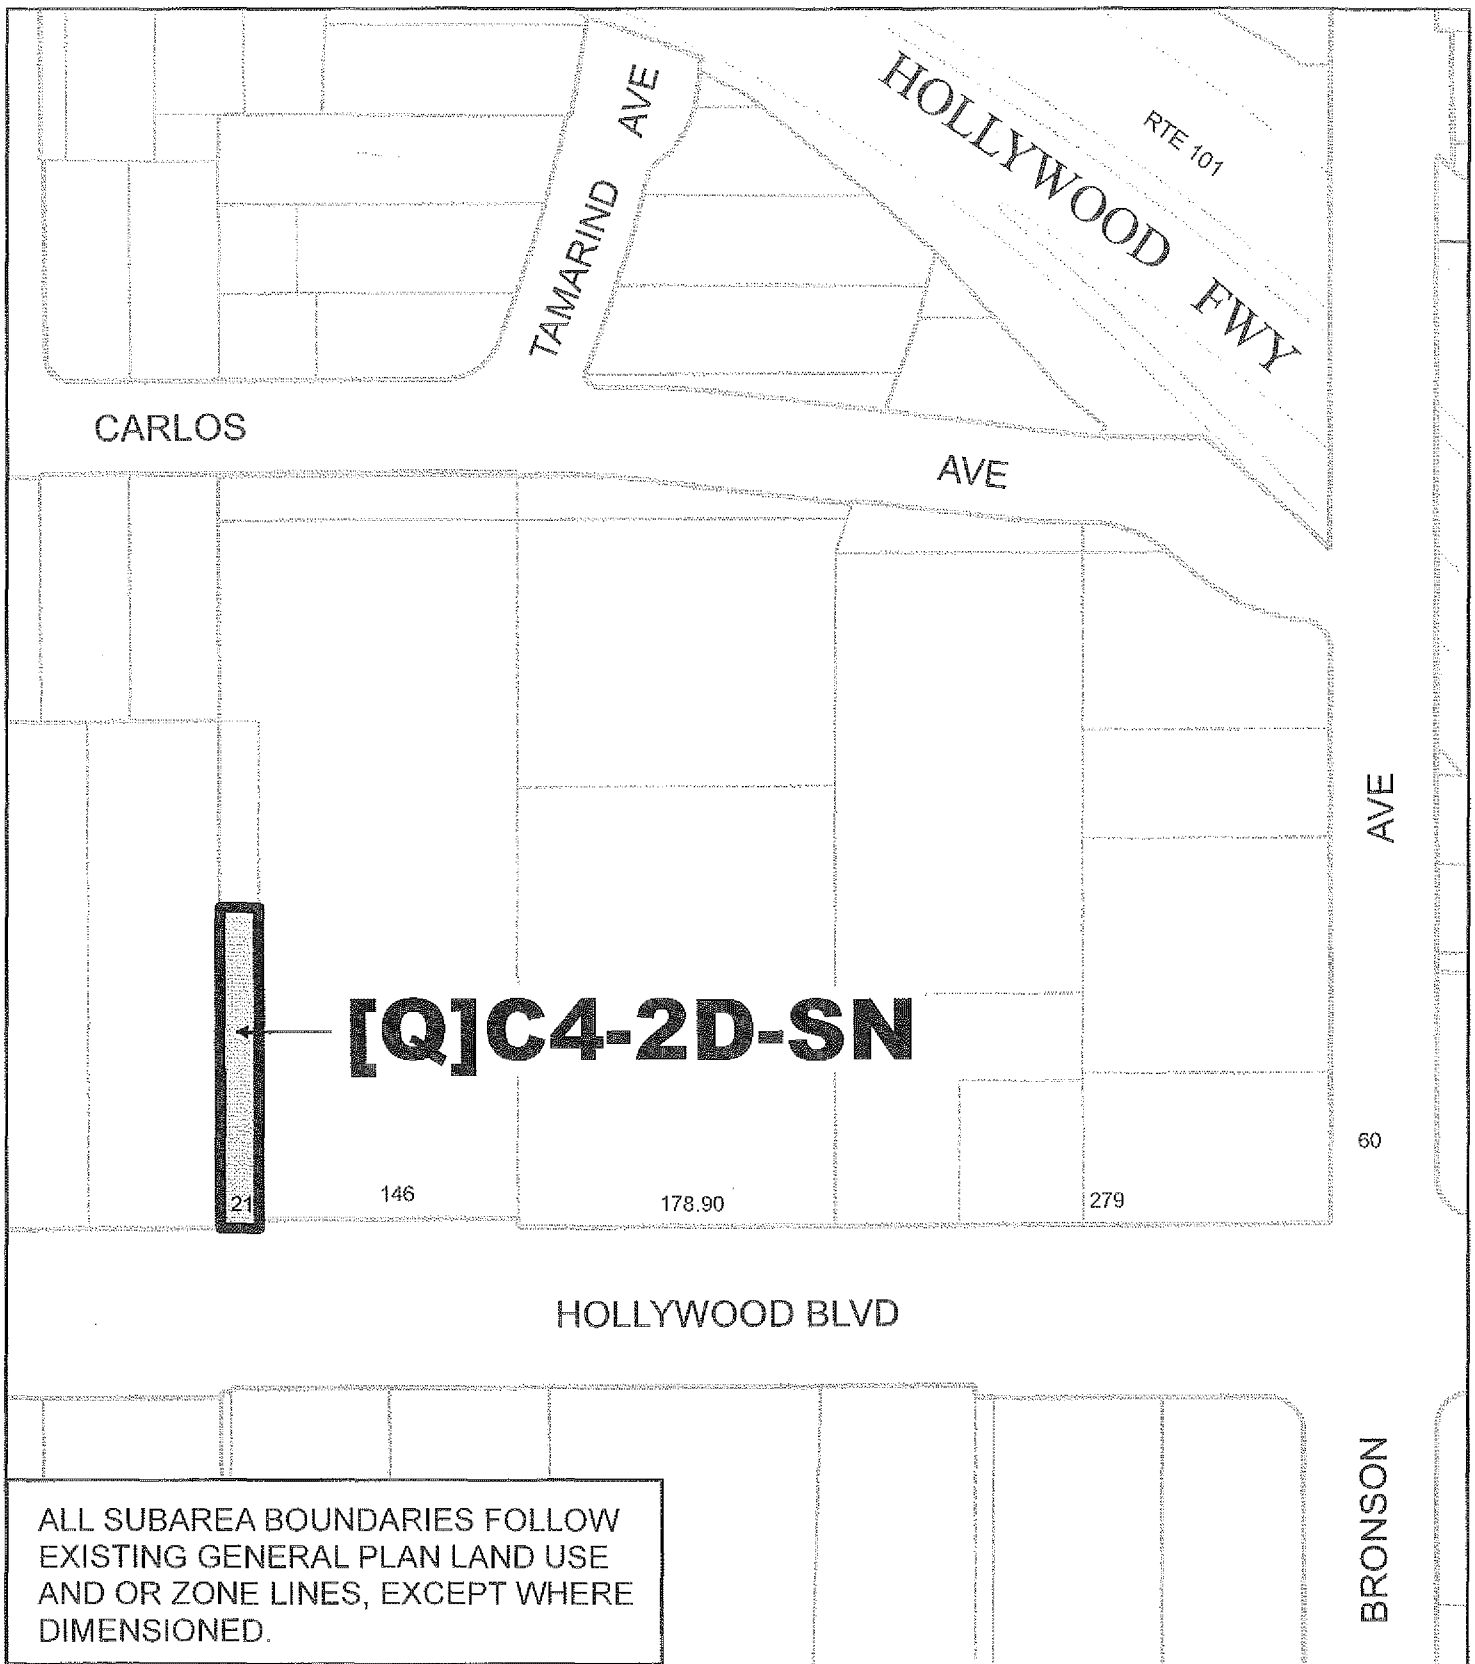 TAMARIND AVE
HOLLYWOOD FWY
RTE 101
CARLOS
AVE
[Q]C4-2D-SN
AVE
60
21
146
178.90
279
HOLLYWOOD BLVD
BRONSON
ALL SUBAREA BOUNDARIES FOLLOW
EXISTING GENERAL PLAN LAND USE
AND OR ZONE LINES, EXCEPT WHERE
DIMENSIONED.